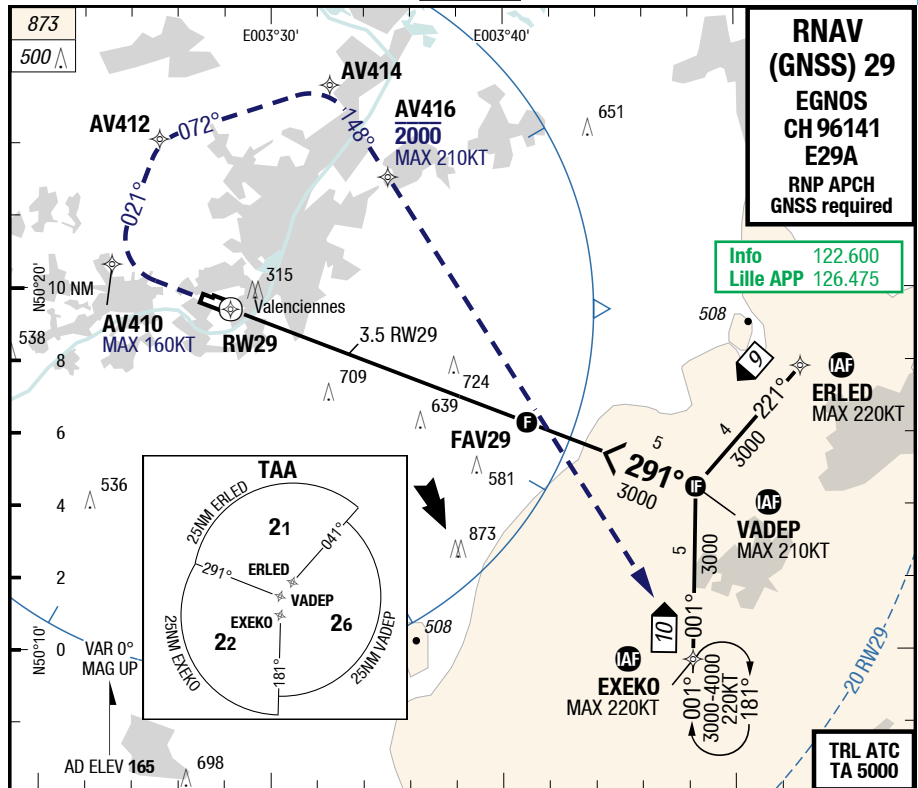 873
500
E003°30'
E003°40'
RNAV
(GNSS) 29
EGNOS
CH 96141
E29A
RNP APCH
GNSS required
AV414
AV412
072°
148°
AV416
2000
MAX 210KT
651
021°
Info 122.600
Lille APP 126.475
N50°20'
10 NM
315
Valenciennes
AV410
MAX 160KT
RW29
538
3.5 RW29
508
9
IAF
ERLED
MAX 220KT
8
709
724
221°
4
3000
639
6
FAV29
F
5
291°
3000
IF
581
IAF
VADEP
MAX 210KT
536
4
873
5
3000
TAA
25NM ERLED
21
041°
291°
ERLED
VADEP
EXEKO
22
26
25NM EXEKO
181°
25NM VADEP
2
508
10
001°
N50°10'
0
VAR 0°
MAG UP
IAF
EXEKO
MAX 220KT
001°
3000-4000
220KT
181°
20 RW29
AD ELEV 165
698
TRL ATC
TA 5000